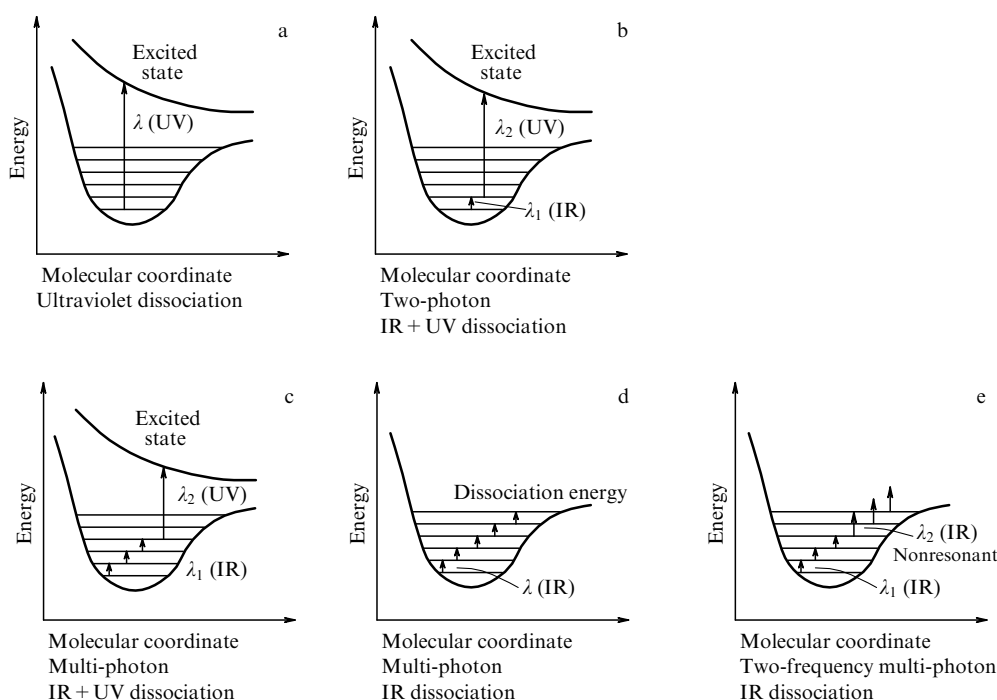 a
Excited
state
λ (UV)
Energy
Molecular coordinate
Ultraviolet dissociation
b
Excited
state
λ2 (UV)
λ1 (IR)
Energy
Molecular coordinate
Two-photon
IR + UV dissociation
c
Excited
state
λ2 (UV)
λ1 (IR)
Energy
Molecular coordinate
Multi-photon
IR + UV dissociation
d
Dissociation energy
λ (IR)
Energy
Molecular coordinate
Multi-photon
IR dissociation
e
λ2 (IR)
Nonresonant
λ1 (IR)
Energy
Molecular coordinate
Two-frequency multi-photon
IR dissociation